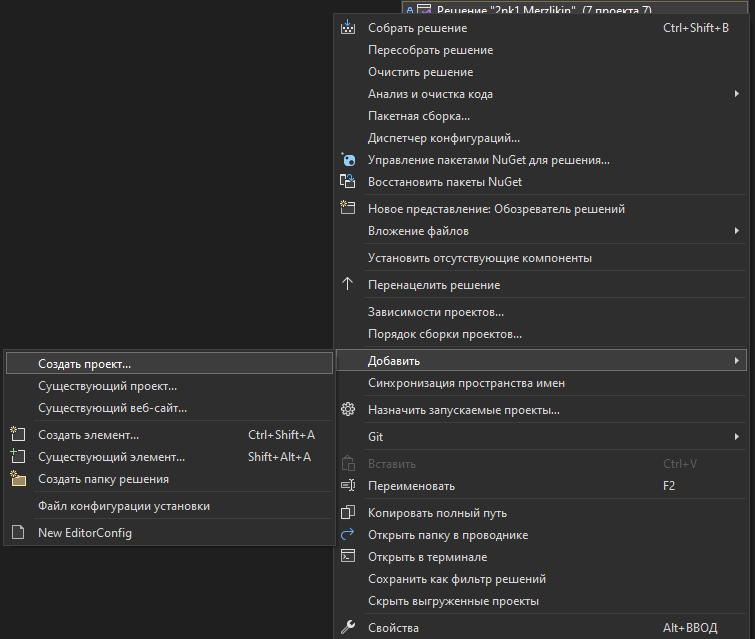 Решение "2пк1 Merzlikin" (7 проекта 7)
Собрать решение Ctrl+Shift+B
Пересобрать решение
Очистить решение
Анализ и очистка кода
Пакетная сборка...
Диспетчер конфигураций...
Управление пакетами NuGet для решения...
Восстановить пакеты NuGet
Новое представление: Обозреватель решений
Вложение файлов
Установить отсутствующие компоненты
Перенацелить решение
Зависимости проектов...
Порядок сборки проектов...
Добавить
Синхронизация пространства имен
Назначить запускаемые проекты...
Git
Вставить Ctrl+V
Переименовать F2
Копировать полный путь
Открыть папку в проводнике
Открыть в терминале
Сохранить как фильтр решений
Скрыть выгруженные проекты
Свойства Alt+ВВОД
Создать проект...
Существующий проект...
Существующий веб-сайт...
Создать элемент... Ctrl+Shift+A
Существующий элемент... Shift+Alt+A
Создать папку решения
Файл конфигурации установки
New EditorConfig